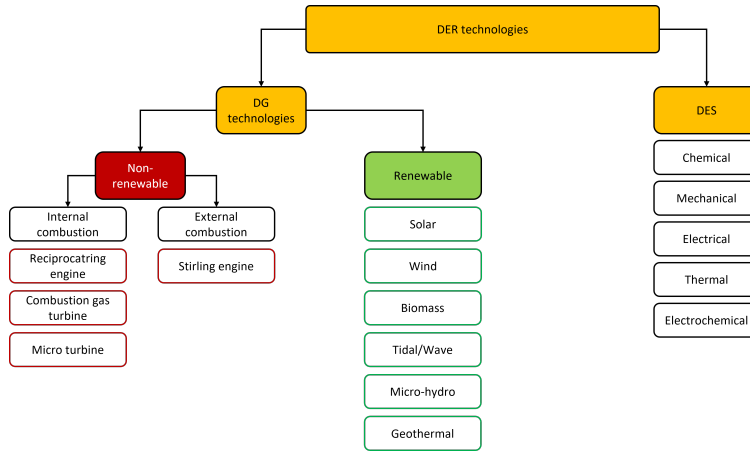 DER technologies
DG
technologies
DES
Non-
renewable
Renewable
Internal
combustion
External
combustion
Reciprocatring
engine
Stirling engine
Combustion gas
turbine
Micro turbine
Solar
Wind
Biomass
Tidal/Wave
Micro-hydro
Geothermal
Chemical
Mechanical
Electrical
Thermal
Electrochemical